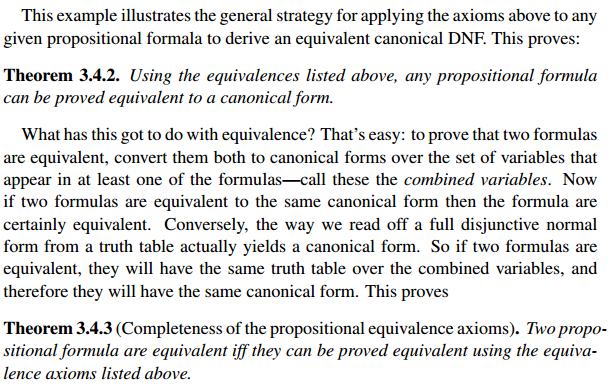 This example illustrates the general strategy for applying the axioms above to any
given propositional formala to derive an equivalent canonical DNF. This proves:
Theorem 3.4.2. Using the equivalences listed above, any propositional formula
can be proved equivalent to a canonical form.
What has this got to do with equivalence? That's easy: to prove that two formulas
are equivalent, convert them both to canonical forms over the set of variables that
appear in at least one of the formulas—call these the combined variables. Now
if two formulas are equivalent to the same canonical form then the formula are
certainly equivalent. Conversely, the way we read off a full disjunctive normal
form from a truth table actually yields a canonical form. So if two formulas are
equivalent, they will have the same truth table over the combined variables, and
therefore they will have the same canonical form. This proves
Theorem 3.4.3 (Completeness of the propositional equivalence axioms). Two propo-
sitional formula are equivalent iff they can be proved equivalent using the equiva-
lence axioms listed above.